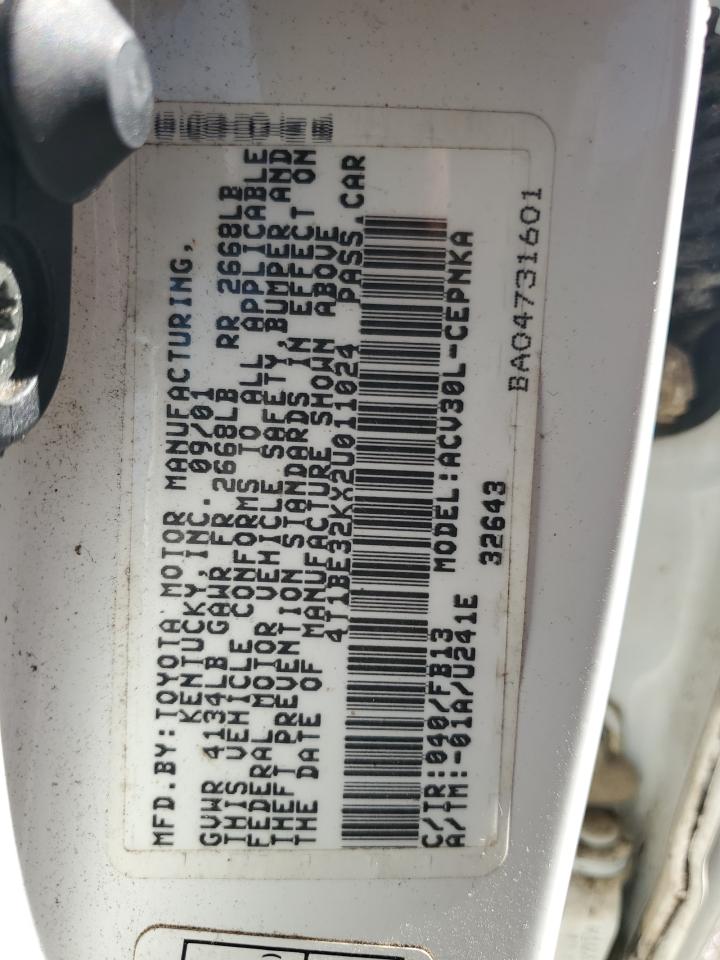 MFD.BY:TOYOTA MOTOR MANUFACTURING,
KENTUCKY,INC. 09/01
GVWR 4134LB GAWR FR 2668LB RR 2668LB
THIS VEHICLE CONFORMS TO ALL APPLICABLE
FEDERAL MOTOR VEHICLE SAFETY,BUMPER AND
THEFT PREVENTION STANDARDS IN EFFECT ON
THE DATE OF MANUFACTURE SHOWN ABOVE
4T1BE32KX2U011024 PASS.CAR
C/TR:040/FB13 MODEL:ACV30L-CEPNKA
A/TM:-01A/U241E 32643
BA04731601